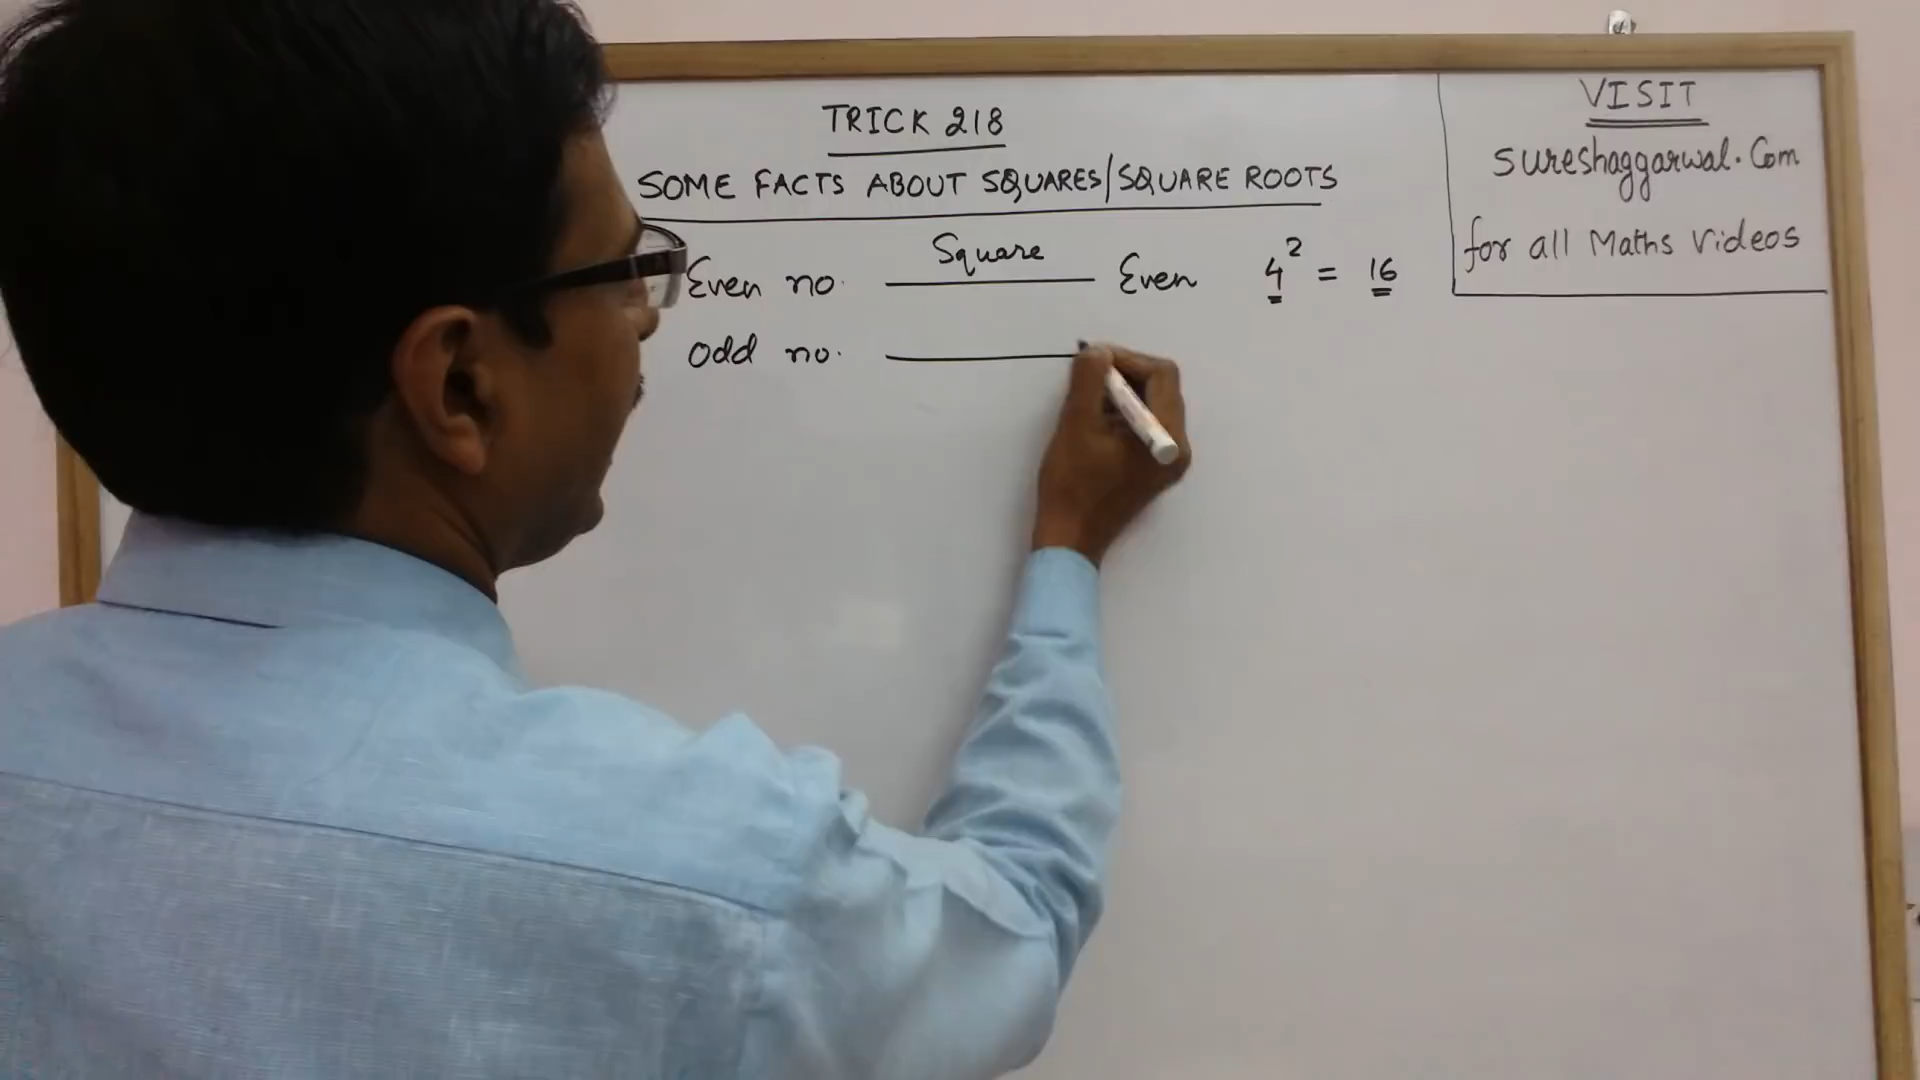 TRICK 218
SOME FACTS ABOUT SQUARES/SQUARE ROOTS
Even no. Square Even 4² = 16
Odd no.
VISIT
sureshaggarwal.Com
for all Maths Videos